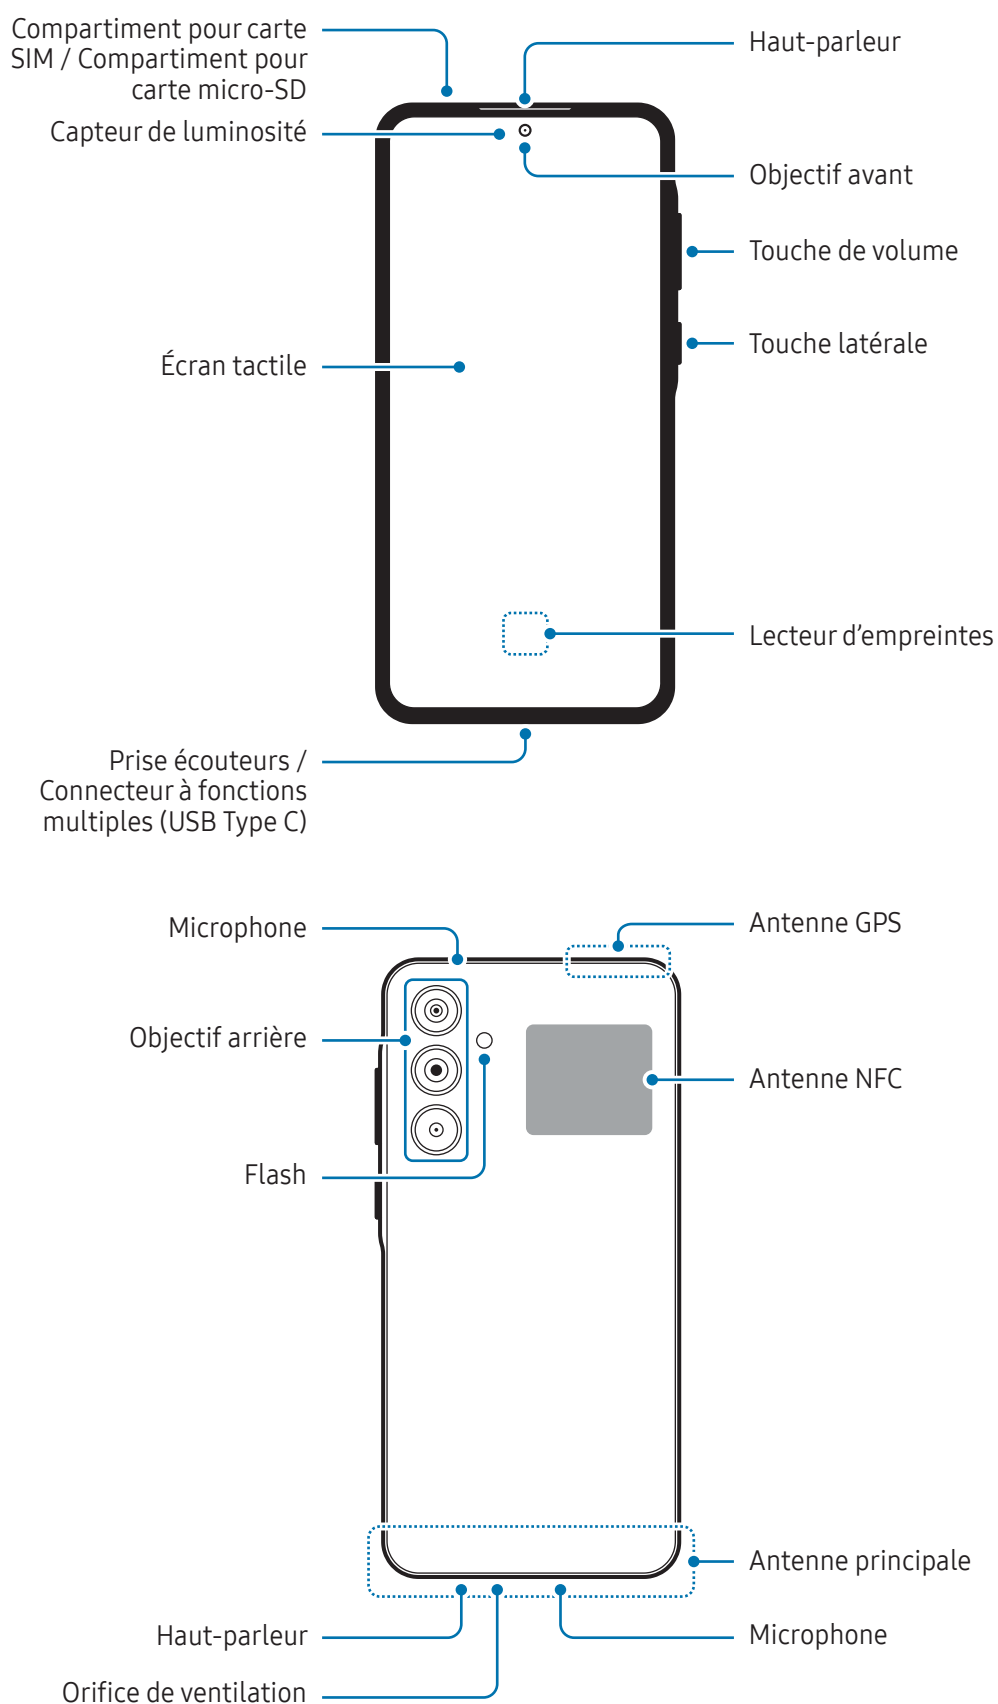 Compartiment pour carte
SIM / Compartiment pour
carte micro-SD
Haut-parleur
Capteur de luminosité
Objectif avant
Touche de volume
Touche latérale
Écran tactile
Lecteur d’empreintes
Prise écouteurs /
Connecteur à fonctions
multiples (USB Type C)
Microphone
Antenne GPS
Objectif arrière
Antenne NFC
Flash
Antenne principale
Haut-parleur
Microphone
Orifice de ventilation